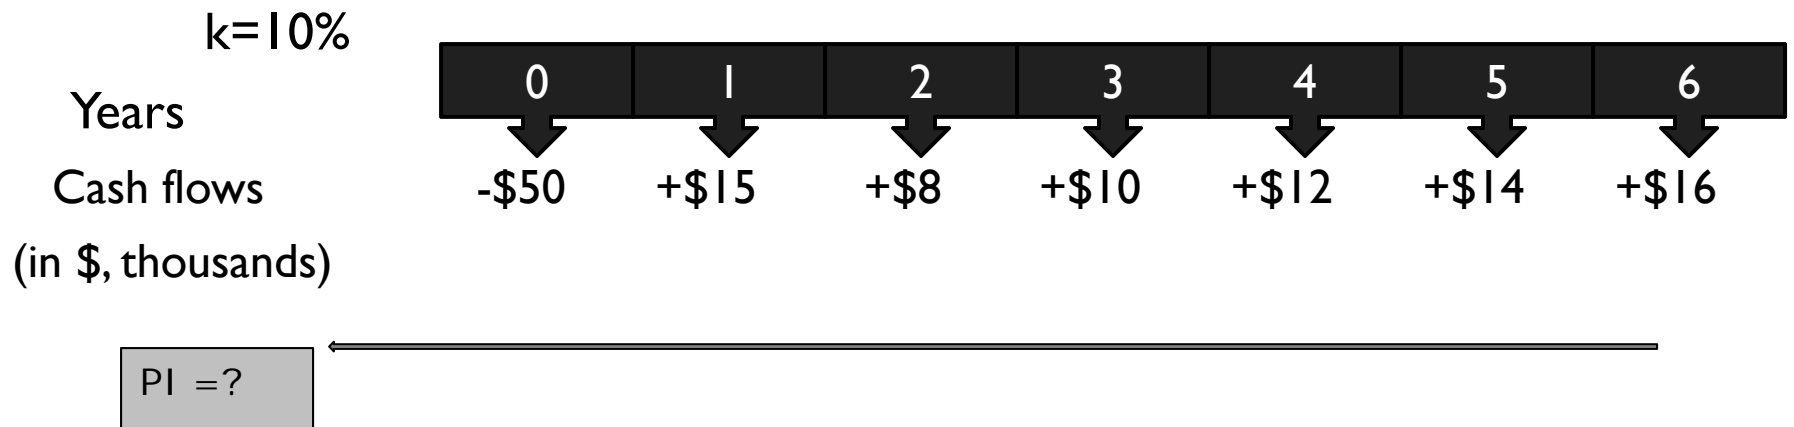 k=10%
0 1 2 3 4 5 6
Years
Cash flows -$50 +$15 +$8 +$10 +$12 +$14 +$16
(in $, thousands)
PI =?